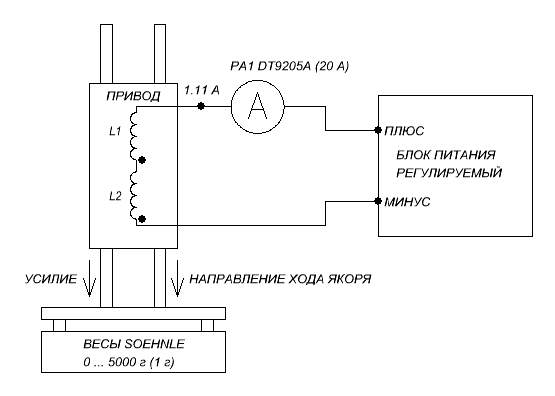 PA1 DT9205A (20 A)
ПРИВОД
1.11 A
A
L1
ПЛЮС
БЛОК ПИТАНИЯ
РЕГУЛИРУЕМЫЙ
L2
МИНУС
УСИЛИЕ
НАПРАВЛЕНИЕ ХОДА ЯКОРЯ
ВЕСЫ SOEHNLE
0 ... 5000 г (1 г)